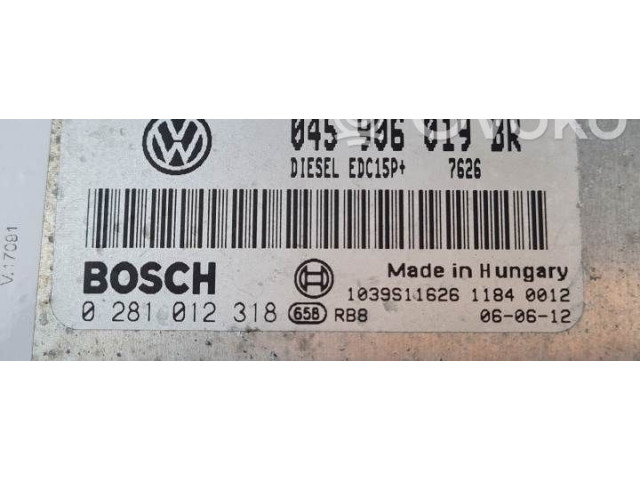 045 906 019 BR
DIESEL EDC15P+ 7626
BOSCH
Made in Hungary
1039S11626 1184 0012
0 281 012 318 658 RB8 06-06-12
V.17091